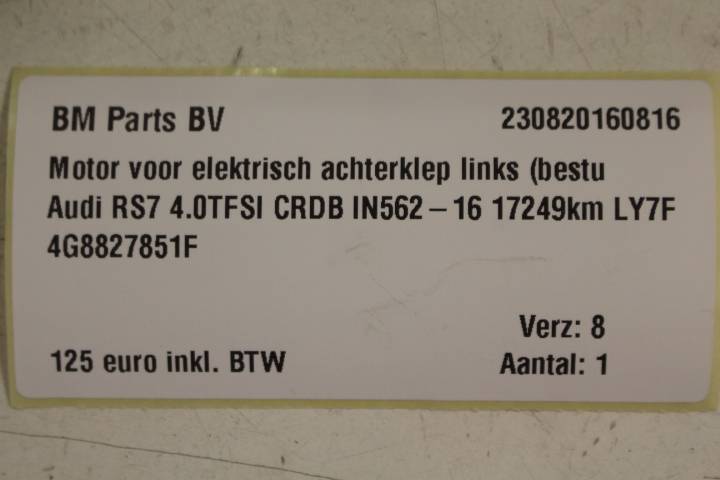 BM Parts BV 230820160816
Motor voor elektrisch achterklep links (bestu
Audi RS7 4.0TFSI CRDB IN562 – 16 17249km LY7F
4G8827851F
Verz: 8
125 euro inkl. BTW Aantal: 1